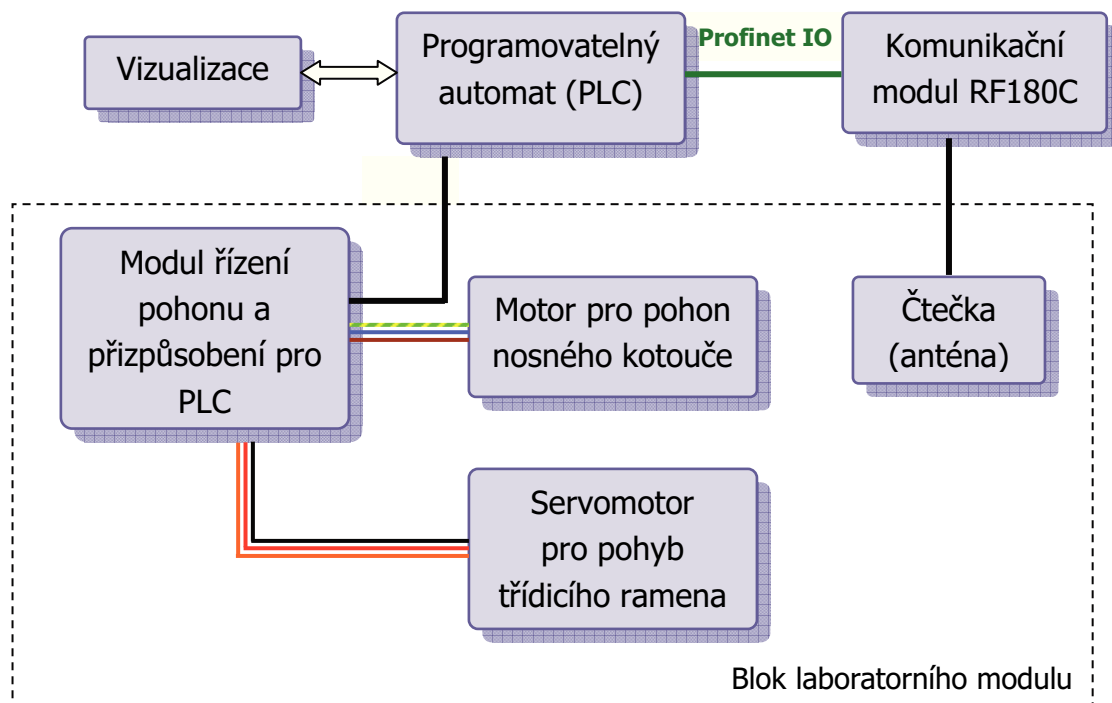 Vizualizace
Programovatelný
automat (PLC)
Profinet IO
Komunikační
modul RF180C
Modul řízení
pohonu a
přizpůsobení pro
PLC
Motor pro pohon
nosného kotouče
Čtečka
(anténa)
Servomotor
pro pohyb
třídicího ramena
Blok laboratorního modulu